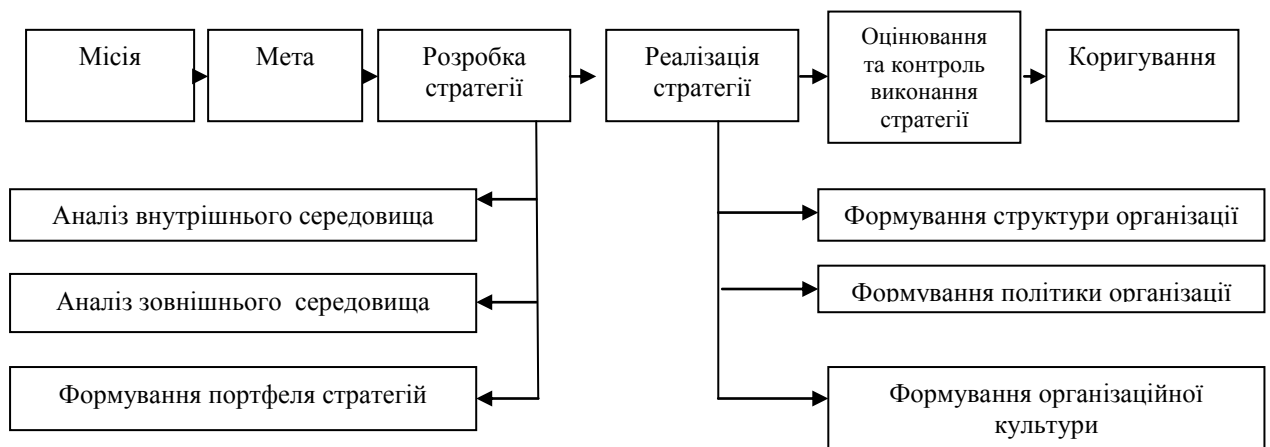 Місія
Мета
Розробка
стратегії
Реалізація
стратегії
Оцінювання
та контроль
виконання
стратегії
Коригування
Аналіз внутрішнього середовища
Формування структури організації
Аналіз зовнішнього середовища
Формування політики організації
Формування портфеля стратегій
Формування організаційної
культури